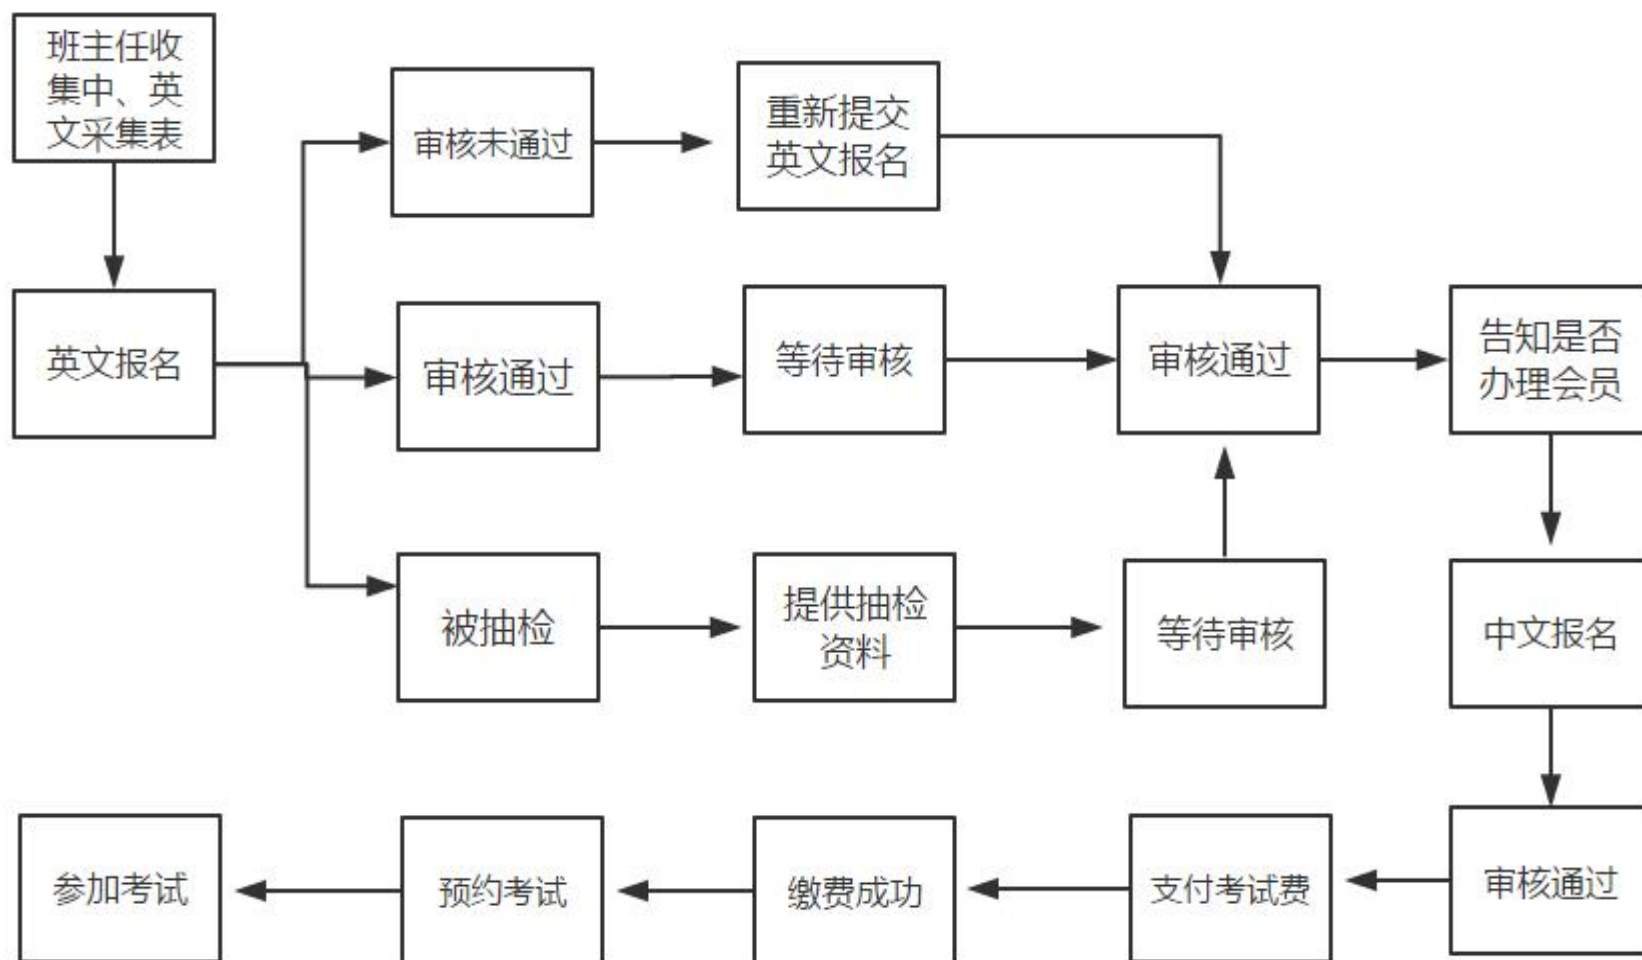 班主任收
集中、英
文采集表
审核未通过
重新提交
英文报名
英文报名
审核通过
等待审核
审核通过
告知是否
办理会员
被抽检
提供抽检
资料
等待审核
中文报名
参加考试
预约考试
缴费成功
支付考试费
审核通过